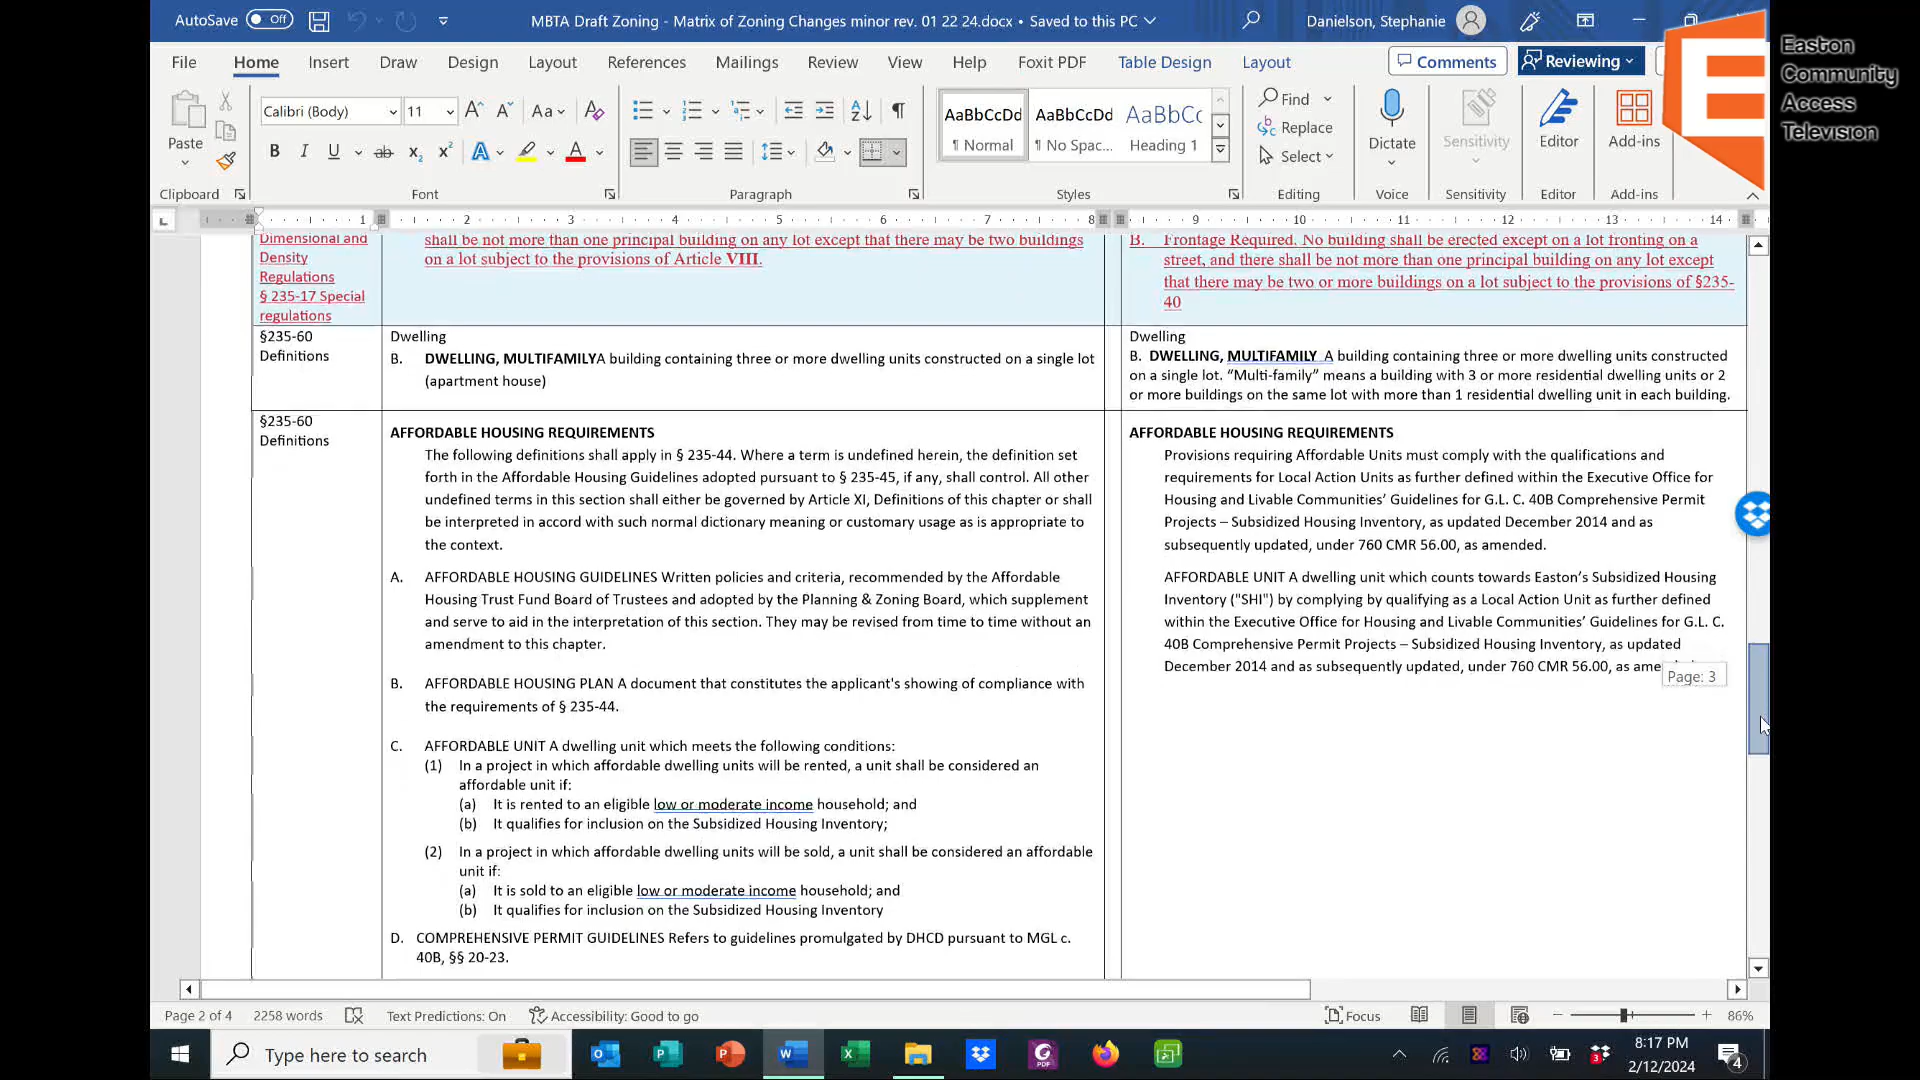 AutoSave Off
MBTA Draft Zoning - Matrix of Zoning Changes minor rev. 01 22 24.docx • Saved to this PC
Danielson, Stephanie
Easton
Community
Access
Television
File Home Insert Draw Design Layout References Mailings Review View Help Foxit PDF Table Design Layout
Comments Reviewing
Paste
Calibri (Body) 11
AaBbCcDd AaBbCcDd AaBbCc
¶ Normal ¶ No Spac... Heading 1
Find
Replace
Select
Dictate Sensitivity Editor Add-ins
Clipboard Font Paragraph Styles Editing Voice Sensitivity Editor Add-ins
1 2 3 4 5 6 7 8 9 10 11 12 13 14
Dimensional and
Density
Regulations
§ 235-17 Special
regulations
shall be not more than one principal building on any lot except that there may be two buildings
on a lot subject to the provisions of Article VIII.
B. Frontage Required. No building shall be erected except on a lot fronting on a
street, and there shall be not more than one principal building on any lot except
that there may be two or more buildings on a lot subject to the provisions of §235-
40
§235-60
Definitions
Dwelling
B. DWELLING, MULTIFAMILYA building containing three or more dwelling units constructed on a single lot
(apartment house)
Dwelling
B. DWELLING, MULTIFAMILY A building containing three or more dwelling units constructed
on a single lot. “Multi-family” means a building with 3 or more residential dwelling units or 2
or more buildings on the same lot with more than 1 residential dwelling unit in each building.
§235-60
Definitions
AFFORDABLE HOUSING REQUIREMENTS
The following definitions shall apply in § 235-44. Where a term is undefined herein, the definition set
forth in the Affordable Housing Guidelines adopted pursuant to § 235-45, if any, shall control. All other
undefined terms in this section shall either be governed by Article XI, Definitions of this chapter or shall
be interpreted in accord with such normal dictionary meaning or customary usage as is appropriate to
the context.
A. AFFORDABLE HOUSING GUIDELINES Written policies and criteria, recommended by the Affordable
Housing Trust Fund Board of Trustees and adopted by the Planning & Zoning Board, which supplement
and serve to aid in the interpretation of this section. They may be revised from time to time without an
amendment to this chapter.
B. AFFORDABLE HOUSING PLAN A document that constitutes the applicant's showing of compliance with
the requirements of § 235-44.
C. AFFORDABLE UNIT A dwelling unit which meets the following conditions:
(1) In a project in which affordable dwelling units will be rented, a unit shall be considered an
affordable unit if:
(a) It is rented to an eligible low or moderate income household; and
(b) It qualifies for inclusion on the Subsidized Housing Inventory;
(2) In a project in which affordable dwelling units will be sold, a unit shall be considered an affordable
unit if:
(a) It is sold to an eligible low or moderate income household; and
(b) It qualifies for inclusion on the Subsidized Housing Inventory
D. COMPREHENSIVE PERMIT GUIDELINES Refers to guidelines promulgated by DHCD pursuant to MGL c.
40B, §§ 20-23.
AFFORDABLE HOUSING REQUIREMENTS
Provisions requiring Affordable Units must comply with the qualifications and
requirements for Local Action Units as further defined within the Executive Office for
Housing and Livable Communities’ Guidelines for G.L. C. 40B Comprehensive Permit
Projects – Subsidized Housing Inventory, as updated December 2014 and as
subsequently updated, under 760 CMR 56.00, as amended.
AFFORDABLE UNIT A dwelling unit which counts towards Easton’s Subsidized Housing
Inventory ("SHI") by complying by qualifying as a Local Action Unit as further defined
within the Executive Office for Housing and Livable Communities’ Guidelines for G.L. C.
40B Comprehensive Permit Projects – Subsidized Housing Inventory, as updated
December 2014 and as subsequently updated, under 760 CMR 56.00, as
Page: 3
Page 2 of 4 2258 words Text Predictions: On Accessibility: Good to go Focus 86%
Type here to search
8:17 PM
2/12/2024
4